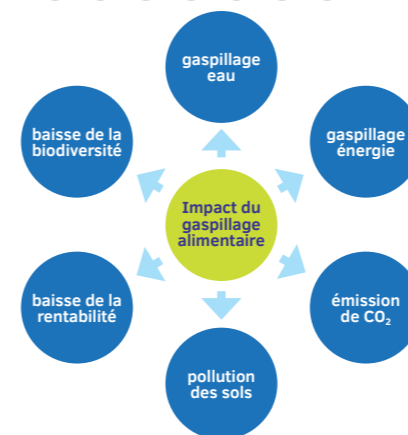 gaspillage
eau
baisse de la
biodiversité
gaspillage
énergie
Impact du
gaspillage
alimentaire
baisse de la
rentabilité
émission
de CO₂
pollution
des sols